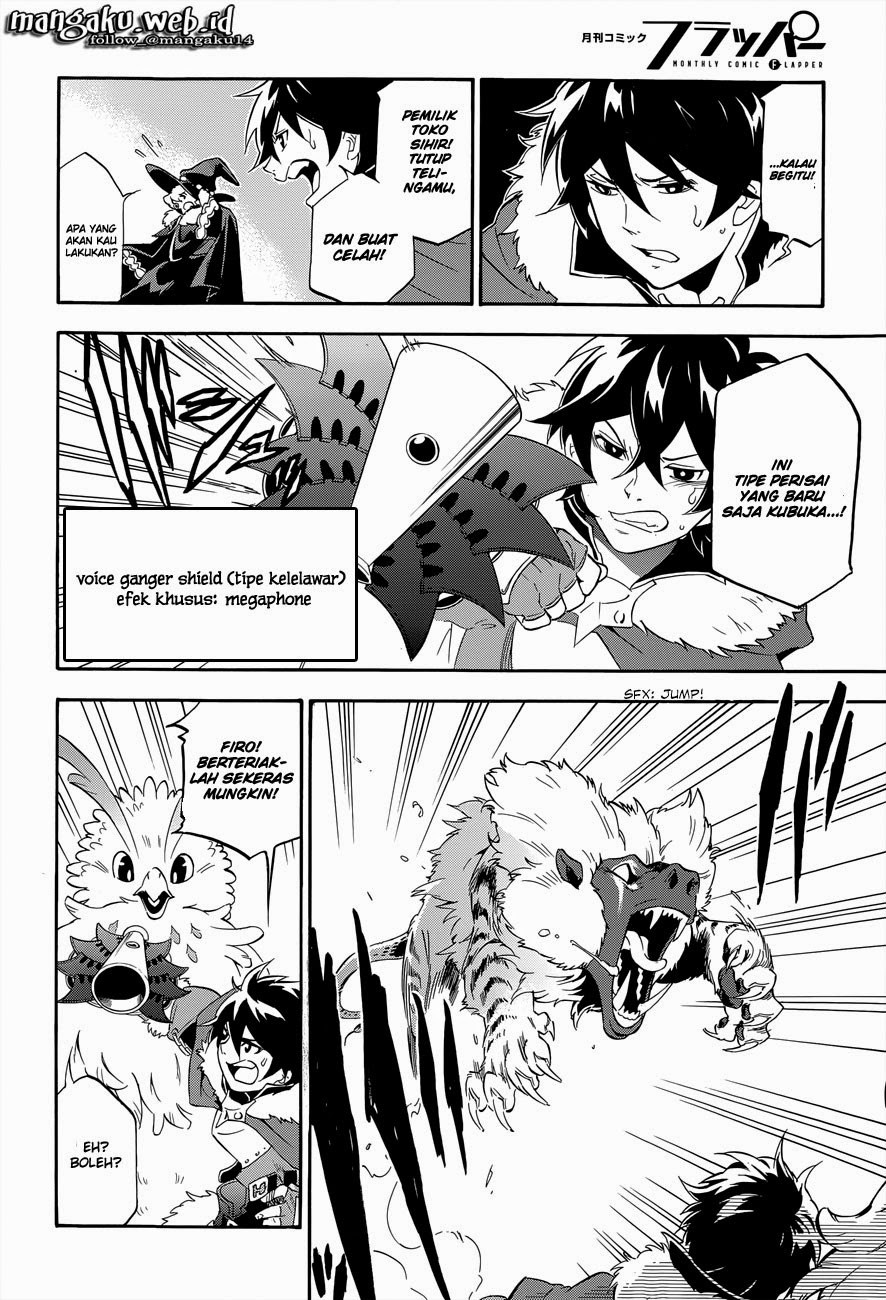 mangaku.web.id
follow_@mangaku14
月刊コミック
フラッパー
MONTHLY COMIC FLAPPER
...KALAU
BEGITU!
PEMILIK
TOKO
SIHIR!
TUTUP
TELI-
NGAMU,
DAN BUAT
CELAH!
APA YANG
AKAN KAU
LAKUKAN?
INI
TIPE PERISAI
YANG BARU
SAJA KUBUKA...!
voice ganger shield (tipe kelelawar)
efek khusus: megaphone
SFX: JUMP!
FIRO!
BERTERIAK-
LAH SEKERAS
MUNGKIN!
EH?
BOLEH?